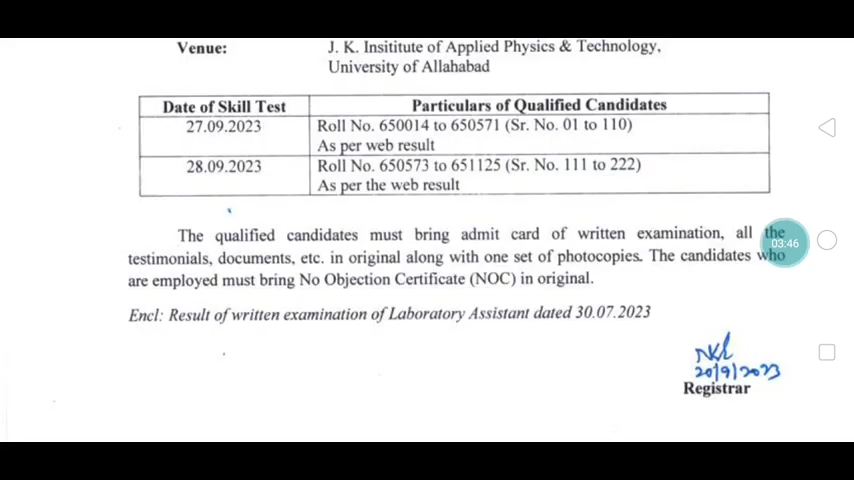 Venue: J. K. Insititute of Applied Physics & Technology,
University of Allahabad
Date of Skill Test Particulars of Qualified Candidates
27.09.2023 Roll No. 650014 to 650571 (Sr. No. 01 to 110)
As per web result
28.09.2023 Roll No. 650573 to 651125 (Sr. No. 111 to 222)
As per the web result
The qualified candidates must bring admit card of written examination, all the
testimonials, documents, etc. in original along with one set of photocopies. The candidates who
are employed must bring No Objection Certificate (NOC) in original.
03:46
Encl: Result of written examination of Laboratory Assistant dated 30.07.2023
20/9/2023
Registrar